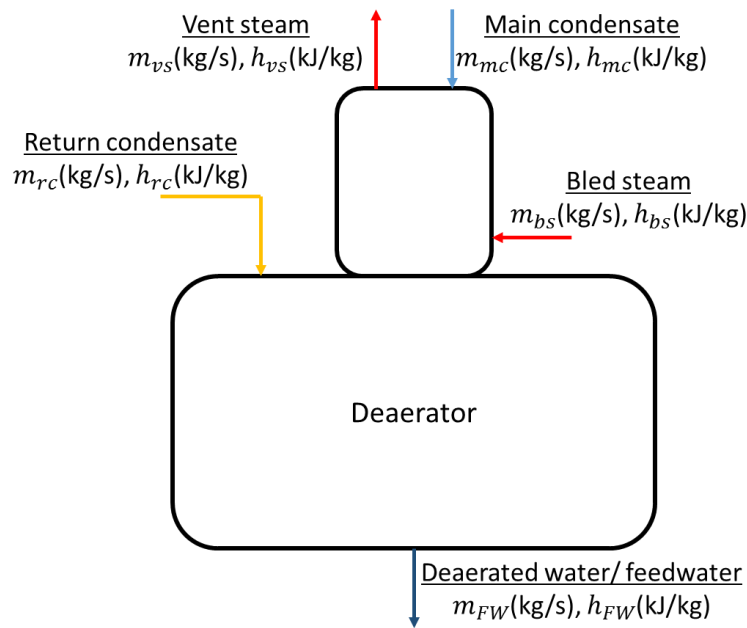 Vent steam
m_vs(kg/s), h_vs(kJ/kg)
Main condensate
m_mc(kg/s), h_mc(kJ/kg)
Return condensate
m_rc(kg/s), h_rc(kJ/kg)
Bled steam
m_bs(kg/s), h_bs(kJ/kg)
Deaerator
Deaerated water/ feedwater
m_FW(kg/s), h_FW(kJ/kg)